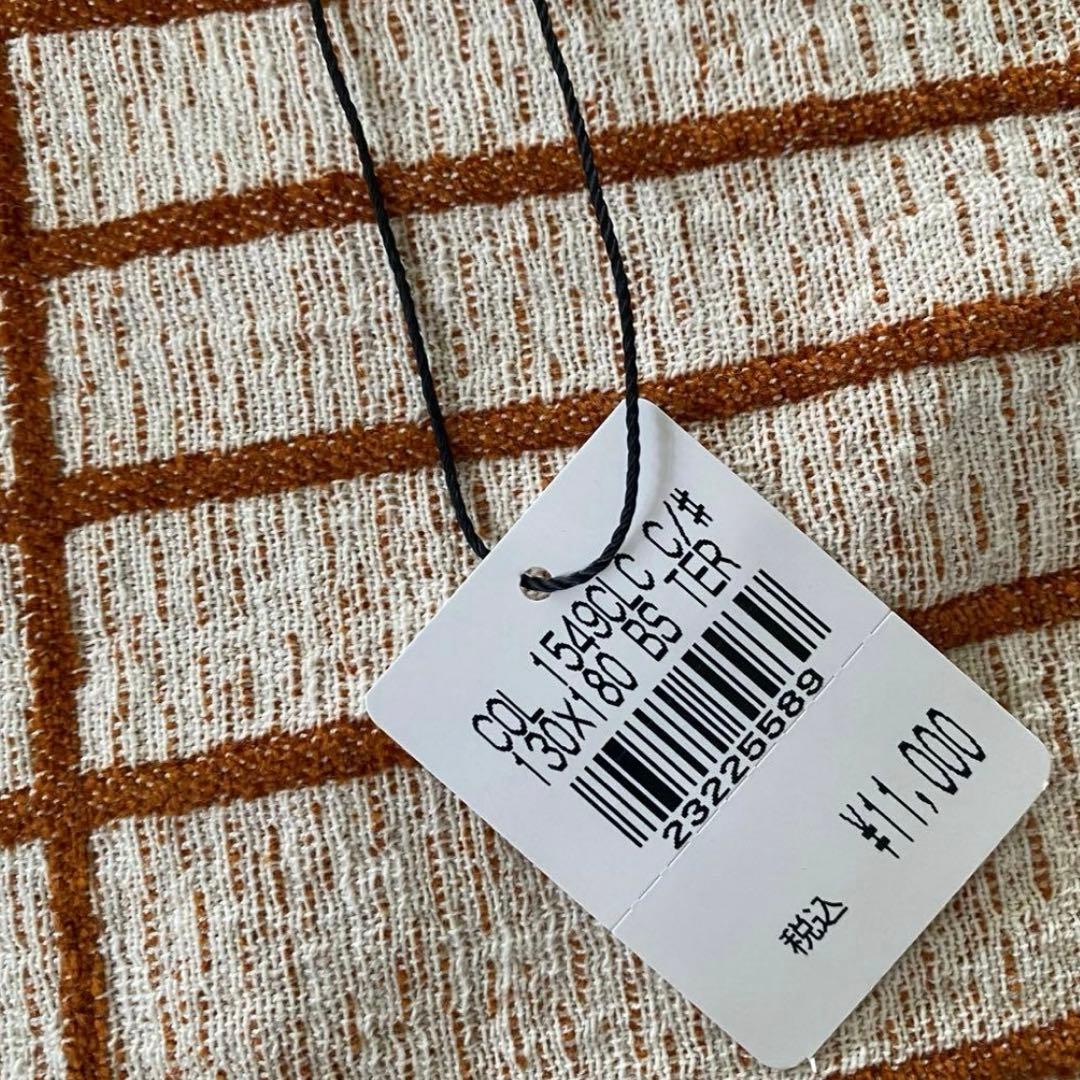 COL 1549CLC C/#
130X180 BS TER
23225589
¥11,000
税込